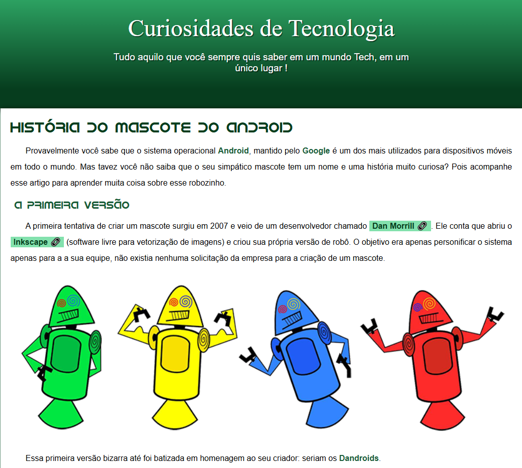 Curiosidades de Tecnologia
Tudo aquilo que você sempre quis saber em um mundo Tech, em um
único lugar !
HISTÓRIA DO MASCOTE DO ANDROID
Provavelmente você sabe que o sistema operacional Android, mantido pelo Google é um dos mais utilizados para dispositivos móveis
em todo o mundo. Mas tavez você não saiba que o seu simpático mascote tem um nome e uma história muito curiosa? Pois acompanhe
esse artigo para aprender muita coisa sobre esse robozinho.
A PRIMEIRA VERSÃO
A primeira tentativa de criar um mascote surgiu em 2007 e veio de um desenvolvedor chamado Dan Morrill. Ele conta que abriu o
Inkscape (software livre para vetorização de imagens) e criou sua própria versão de robô. O objetivo era apenas personificar o sistema
apenas para a a sua equipe, não existia nenhuma solicitação da empresa para a criação de um mascote.
Essa primeira versão bizarra até foi batizada em homenagem ao seu criador: seriam os Dandroids.